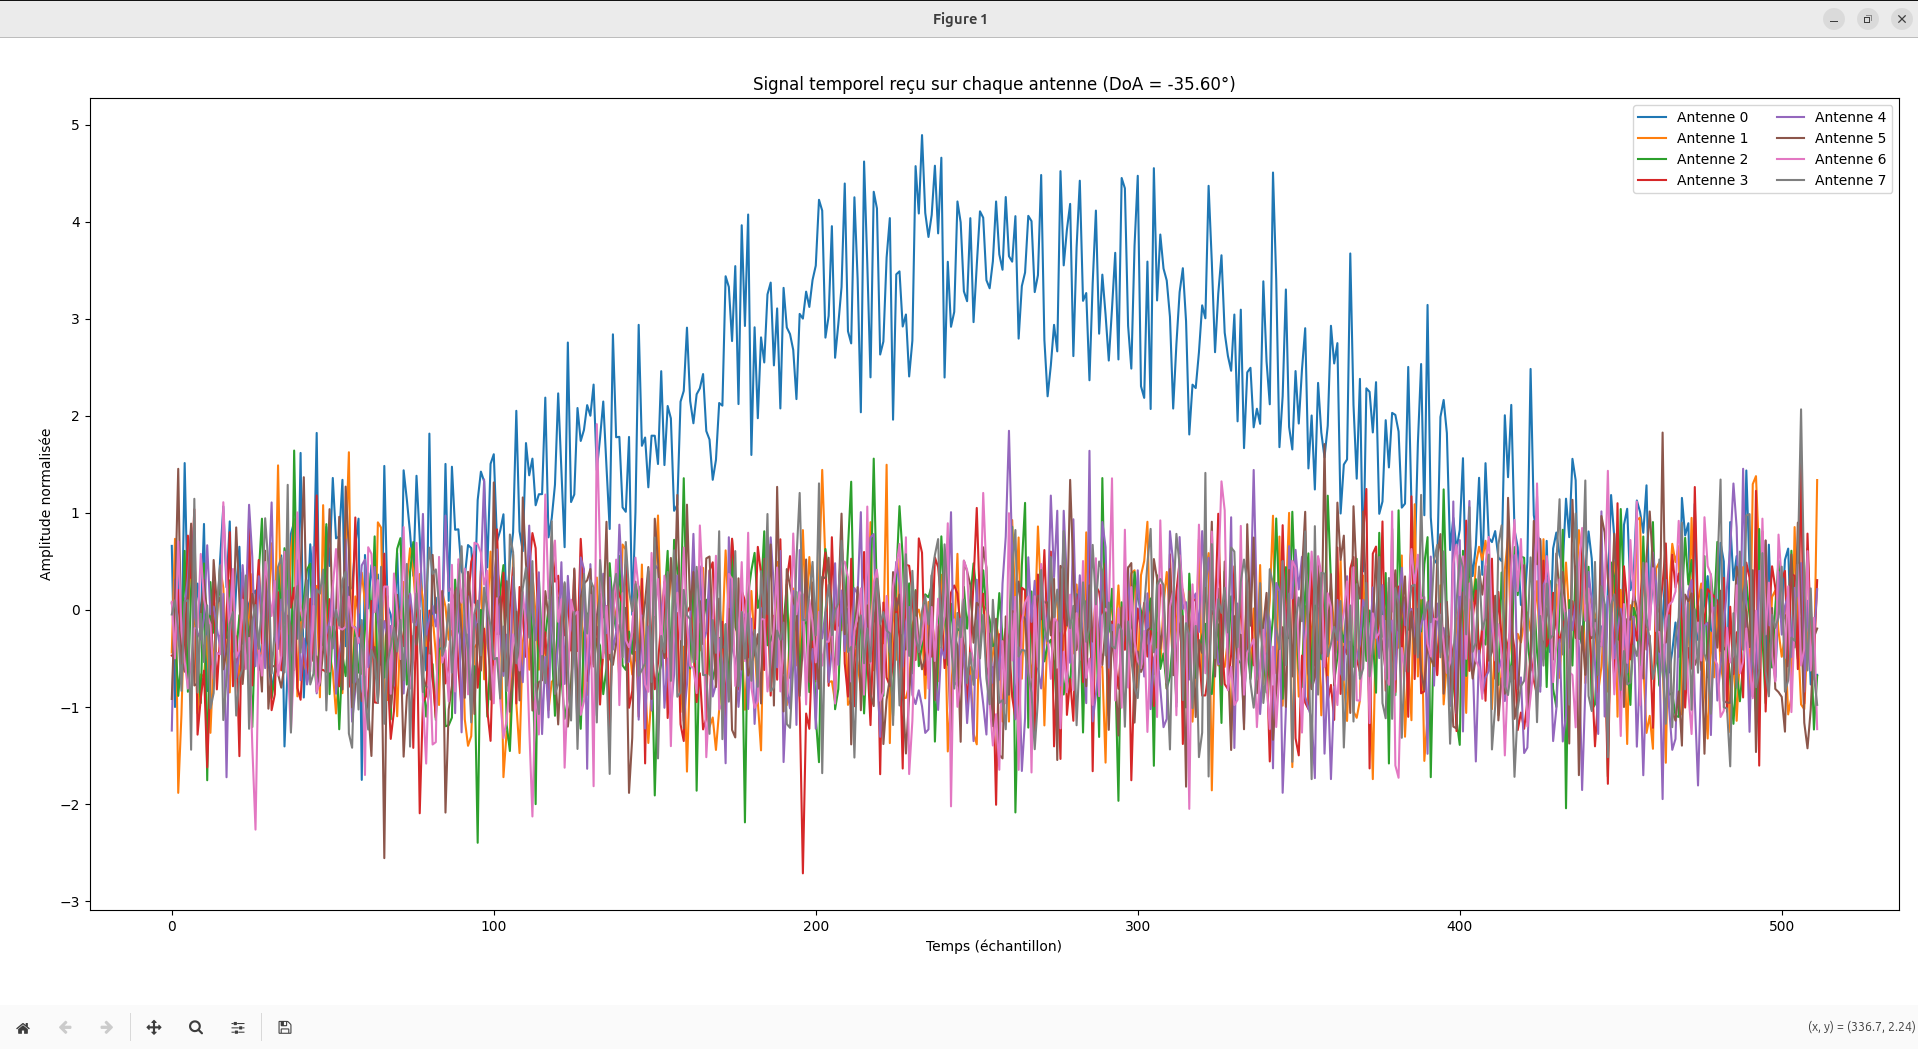 Figure 1
Signal temporel reçu sur chaque antenne (DoA = -35.60°)
Antenne 0
Antenne 1
Antenne 2
Antenne 3
Antenne 4
Antenne 5
Antenne 6
Antenne 7
Amplitude normalisée
5
4
3
2
1
0
−1
−2
−3
0 100 200 300 400 500
Temps (échantillon)
(x, y) = (336.7, 2.24)